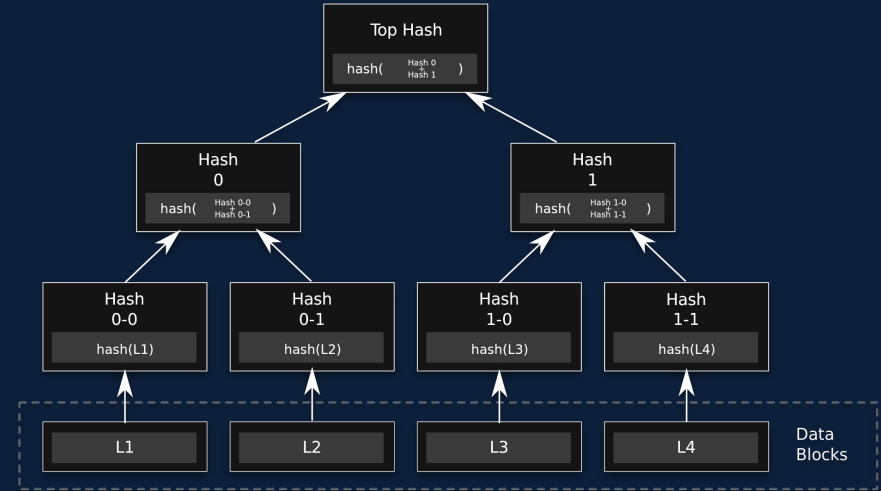 Top Hash
hash( Hash 0 + Hash 1 )
Hash
0
hash( Hash 0-0 + Hash 0-1 )
Hash
1
hash( Hash 1-0 + Hash 1-1 )
Hash
0-0
hash(L1)
Hash
0-1
hash(L2)
Hash
1-0
hash(L3)
Hash
1-1
hash(L4)
L1
L2
L3
L4
Data
Blocks